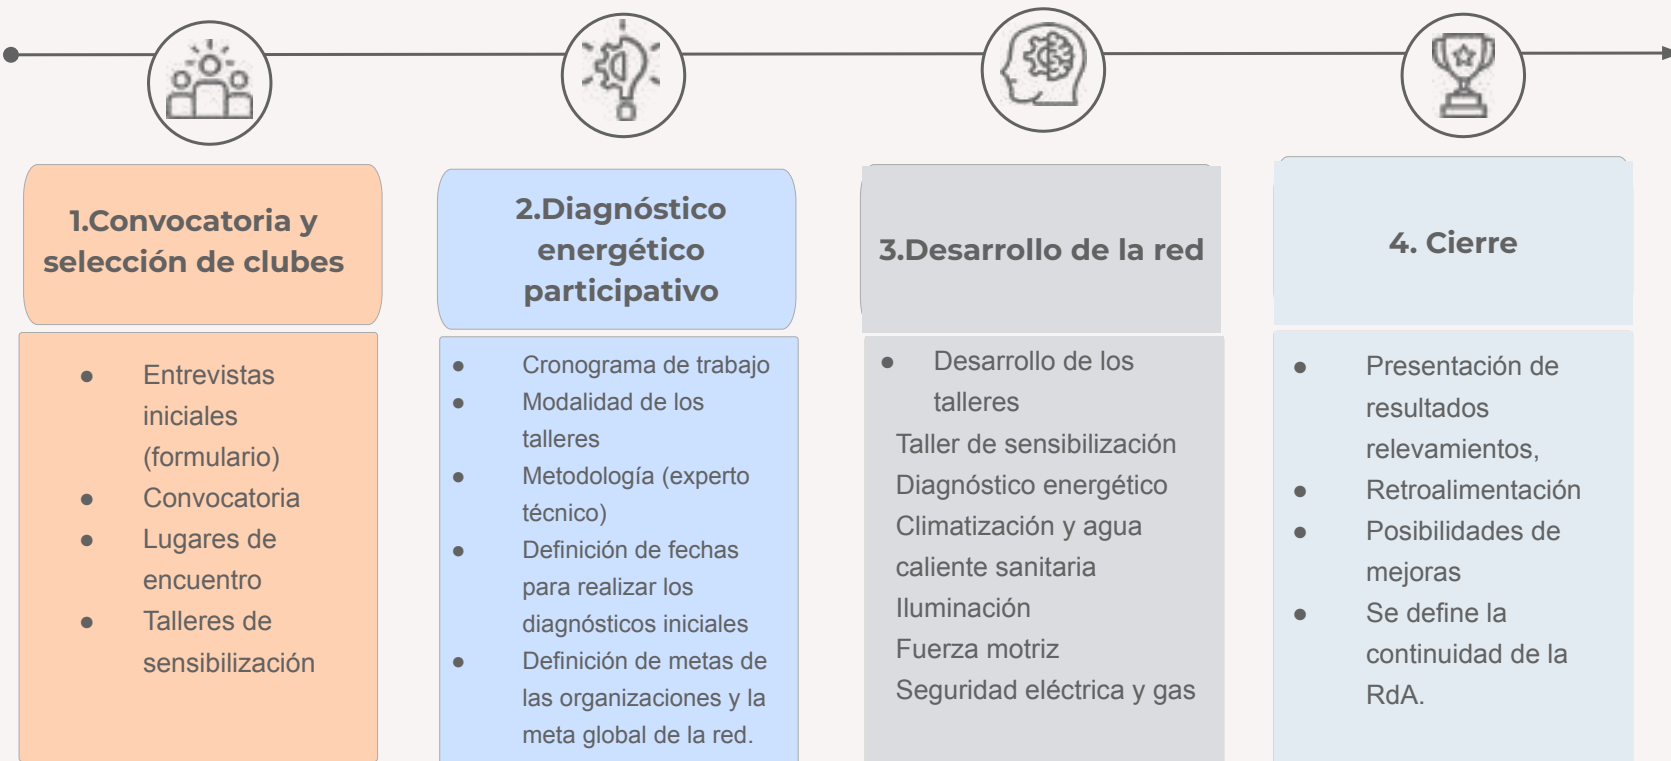 1.Convocatoria y
selección de clubes
● Entrevistas
iniciales
(formulario)
● Convocatoria
● Lugares de
encuentro
● Talleres de
sensibilización
2.Diagnóstico
energético
participativo
● Cronograma de trabajo
● Modalidad de los
talleres
● Metodología (experto
técnico)
● Definición de fechas
para realizar los
diagnósticos iniciales
● Definición de metas de
las organizaciones y la
meta global de la red.
3.Desarrollo de la red
● Desarrollo de los
talleres
Taller de sensibilización
Diagnóstico energético
Climatización y agua
caliente sanitaria
Iluminación
Fuerza motriz
Seguridad eléctrica y gas
4. Cierre
● Presentación de
resultados
relevamientos,
● Retroalimentación
● Posibilidades de
mejoras
● Se define la
continuidad de la
RdA.